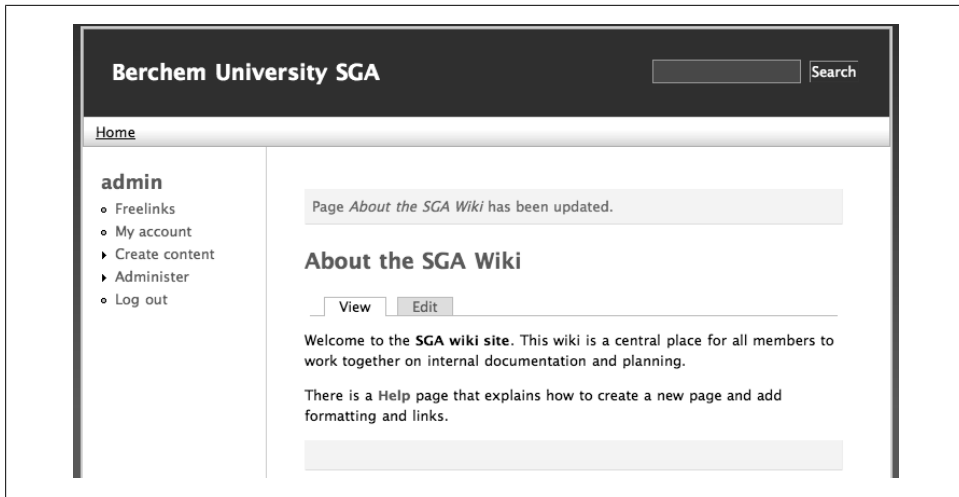 Berchem University SGA
Search
Home
admin
Freelinks
My account
Create content
Administer
Log out
Page About the SGA Wiki has been updated.
About the SGA Wiki
View Edit
Welcome to the SGA wiki site. This wiki is a central place for all members to
work together on internal documentation and planning.
There is a Help page that explains how to create a new page and add
formatting and links.